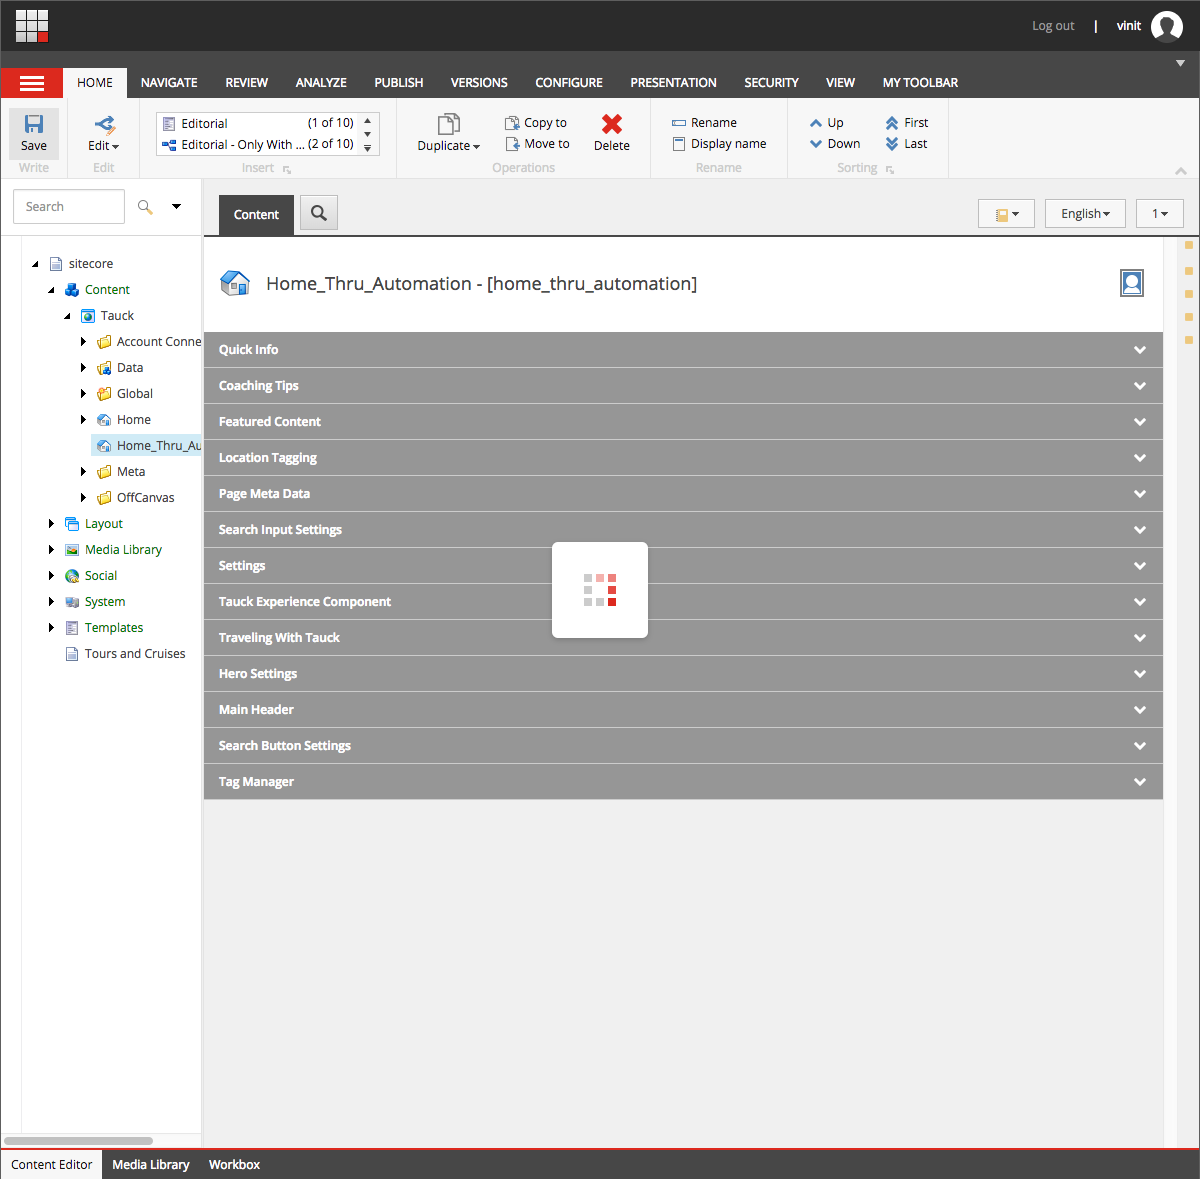 Log out | vinit
HOME NAVIGATE REVIEW ANALYZE PUBLISH VERSIONS CONFIGURE PRESENTATION SECURITY VIEW MY TOOLBAR
Save
Write
Edit
Edit
Editorial (1 of 10)
Editorial - Only With ... (2 of 10)
Insert
Duplicate
Copy to
Move to
Delete
Operations
Rename
Display name
Rename
Up First
Down Last
Sorting
Search
sitecore
Content
Tauck
Account Conne
Data
Global
Home
Home_Thru_Au
Meta
OffCanvas
Layout
Media Library
Social
System
Templates
Tours and Cruises
Content
English
1
Home_Thru_Automation - [home_thru_automation]
Quick Info
Coaching Tips
Featured Content
Location Tagging
Page Meta Data
Search Input Settings
Settings
Tauck Experience Component
Traveling With Tauck
Hero Settings
Main Header
Search Button Settings
Tag Manager
Content Editor Media Library Workbox